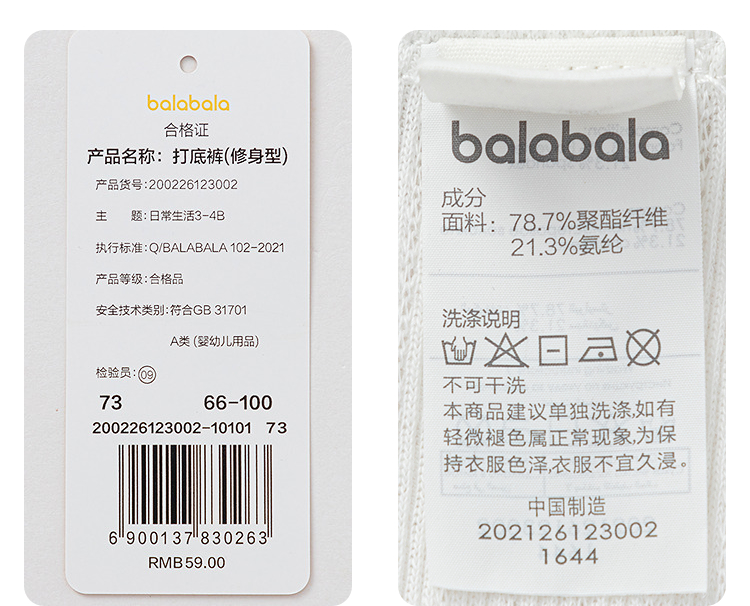 balabala
合格证
产品名称：打底裤(修身型)
产品货号:200226123002
主 题:日常生活3-4B
执行标准:Q/BALABALA 102-2021
产品等级:合格品
安全技术类别:符合GB 31701
A类 (婴幼儿用品)
检验员:09
73 66-100
200226123002-10101 73
6 900137 830263
RMB59.00
balabala
成分
面料: 78.7%聚酯纤维
21.3%氨纶
洗涤说明
不可干洗
本商品建议单独洗涤,如有
轻微褪色属正常现象,为保
持衣服色泽,衣服不宜久浸。
中国制造
202126123002
1644